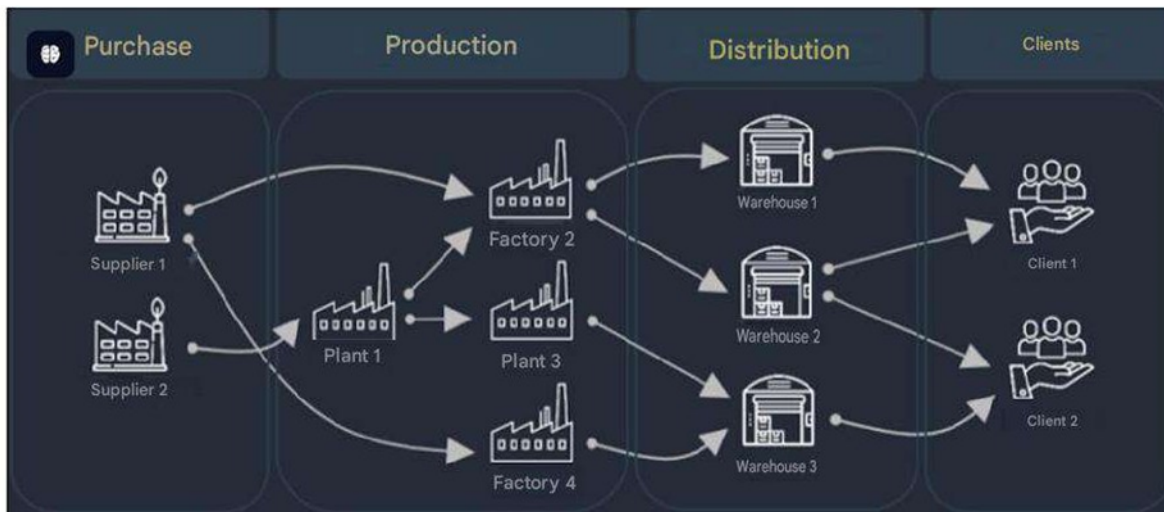 Purchase
Production
Distribution
Clients
Supplier 1
Supplier 2
Plant 1
Factory 2
Plant 3
Factory 4
Warehouse 1
Warehouse 2
Warehouse 3
Client 1
Client 2